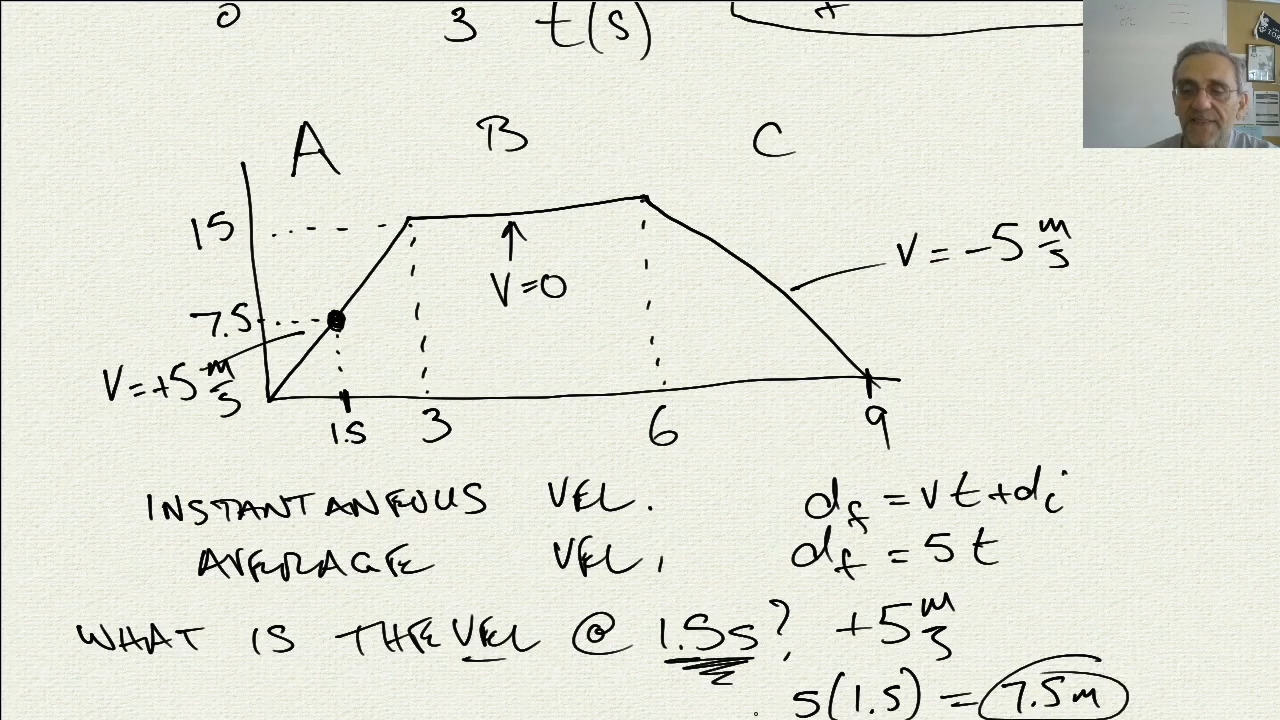 0 3 t(s)
A B C
15
V = -5 m/s
V=0
7.5
V=+5 m/s
1.5 3 6 9
INSTANTANEOUS VEL.
df = vt+di
AVERAGE VEL.
df = 5t
WHAT IS THE VEL @ 1.5s? +5 m/s
5(1.5) = 7.5m